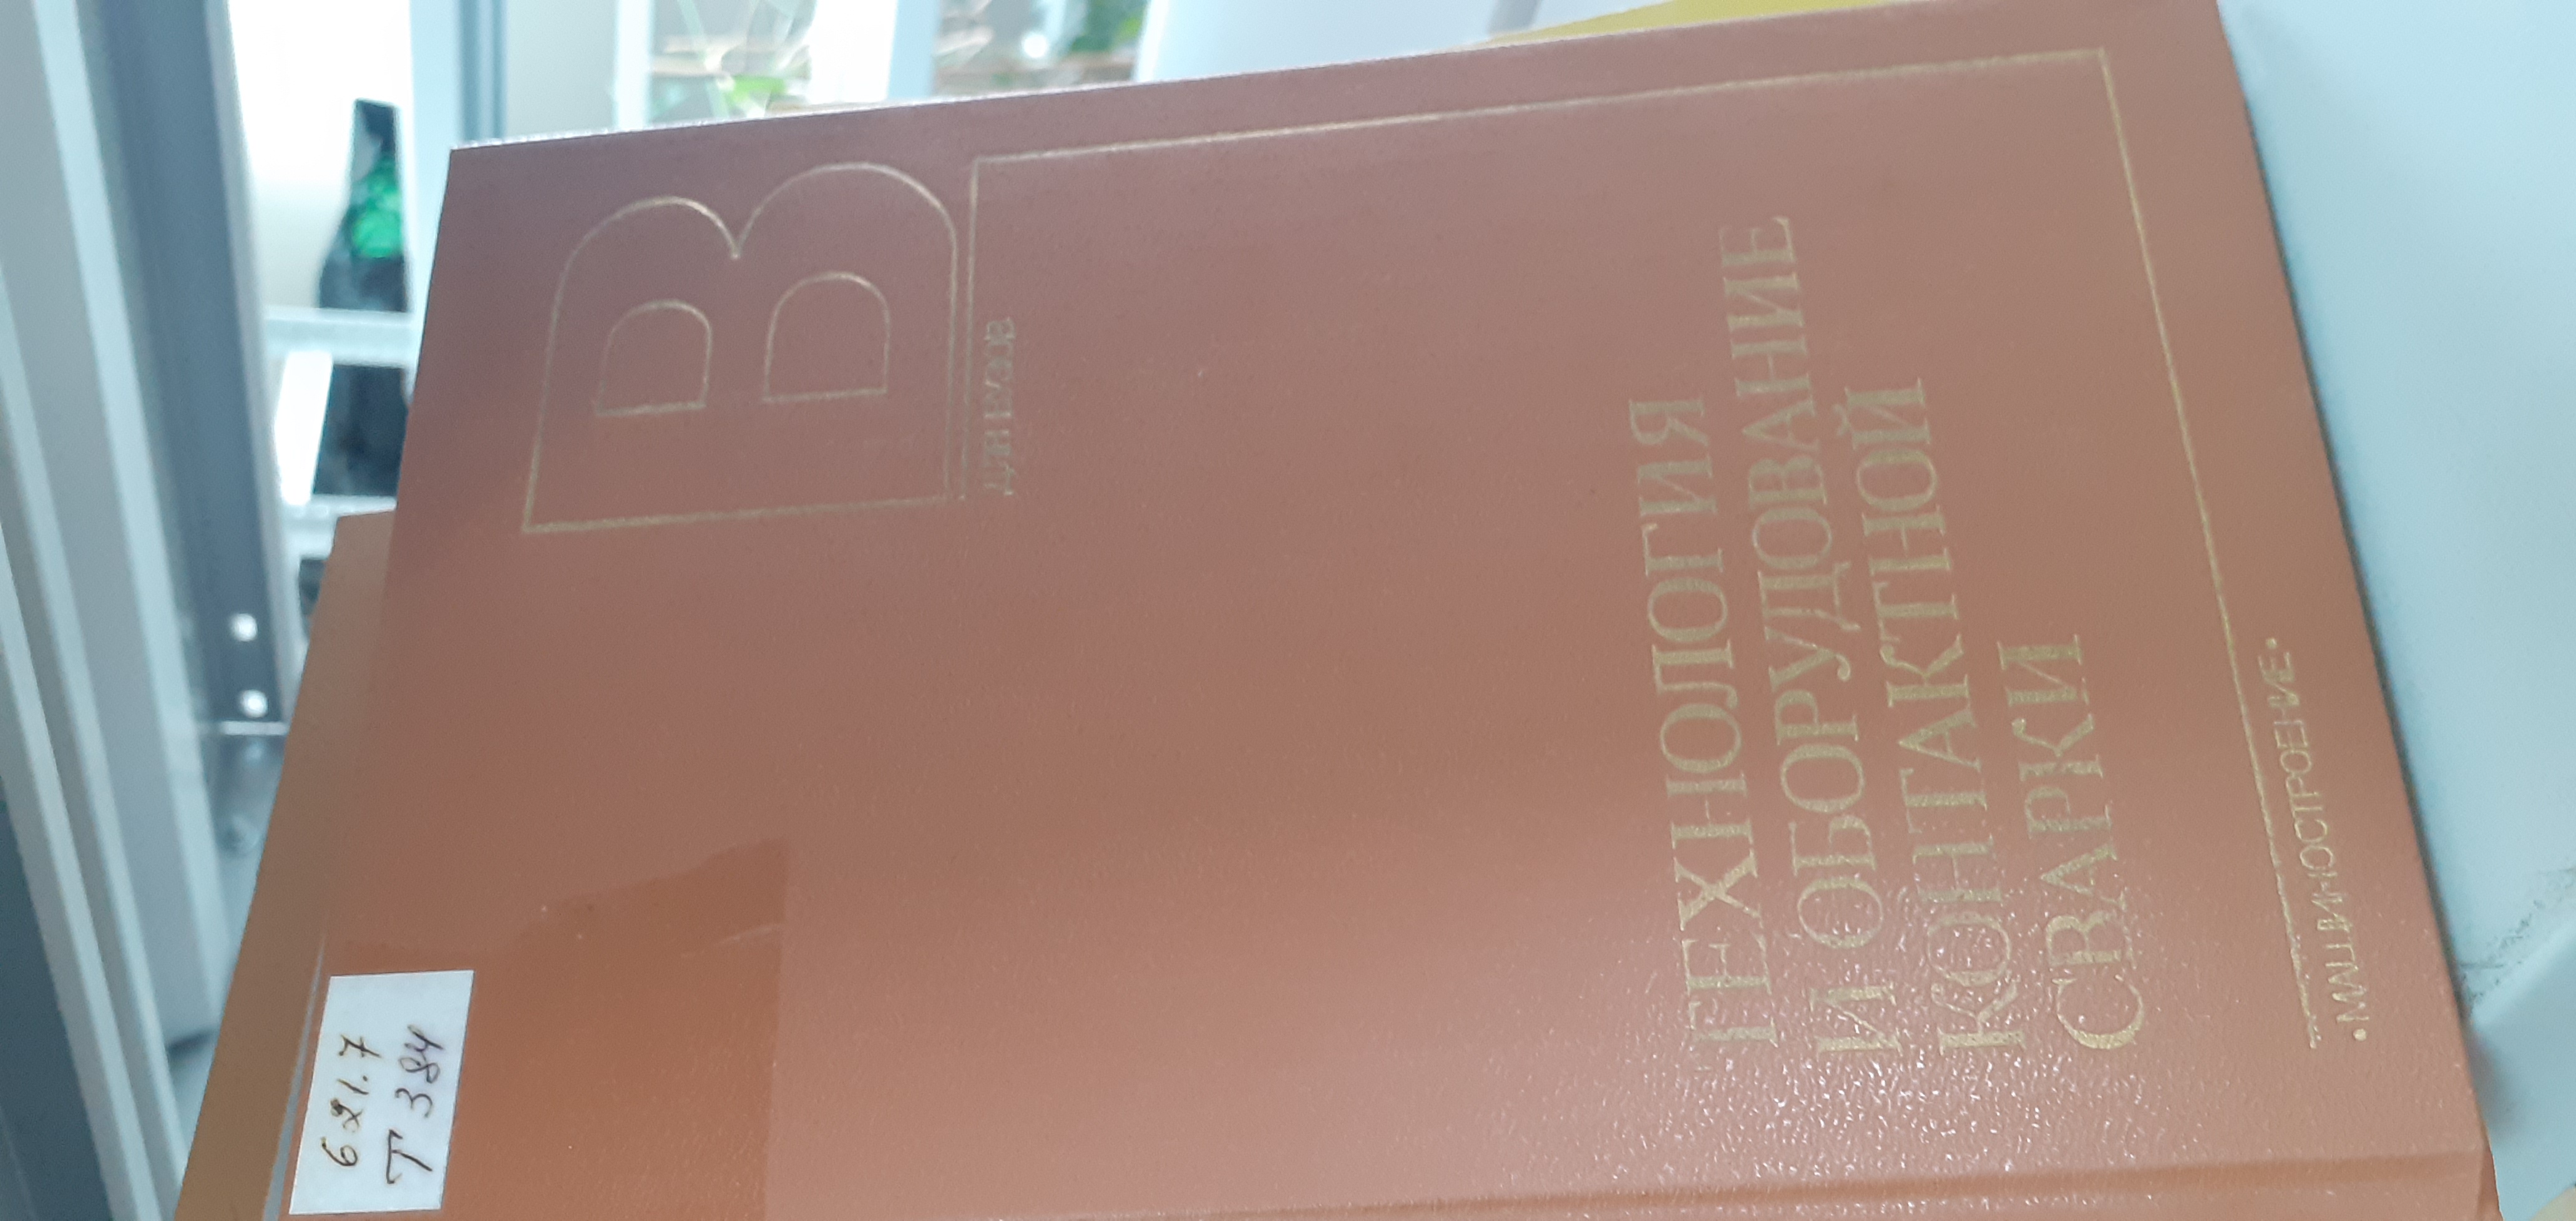 В
для вузов
ТЕХНОЛОГИЯ
И ОБОРУДОВАНИЕ
КОНТАКТНОЙ
СВАРКИ
•МАШИНОСТРОЕНИЕ•
621.7
Т 384